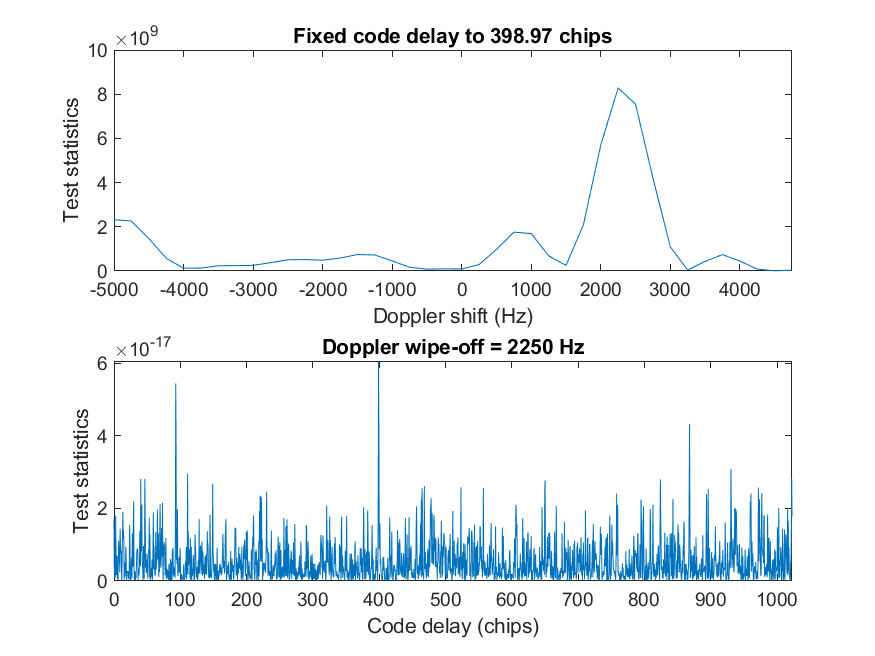 ×10^9
Fixed code delay to 398.97 chips
10
8
6
4
2
0
Test statistics
-5000 -4000 -3000 -2000 -1000 0 1000 2000 3000 4000
Doppler shift (Hz)
×10^-17
Doppler wipe-off = 2250 Hz
6
4
2
0
Test statistics
0 100 200 300 400 500 600 700 800 900 1000
Code delay (chips)